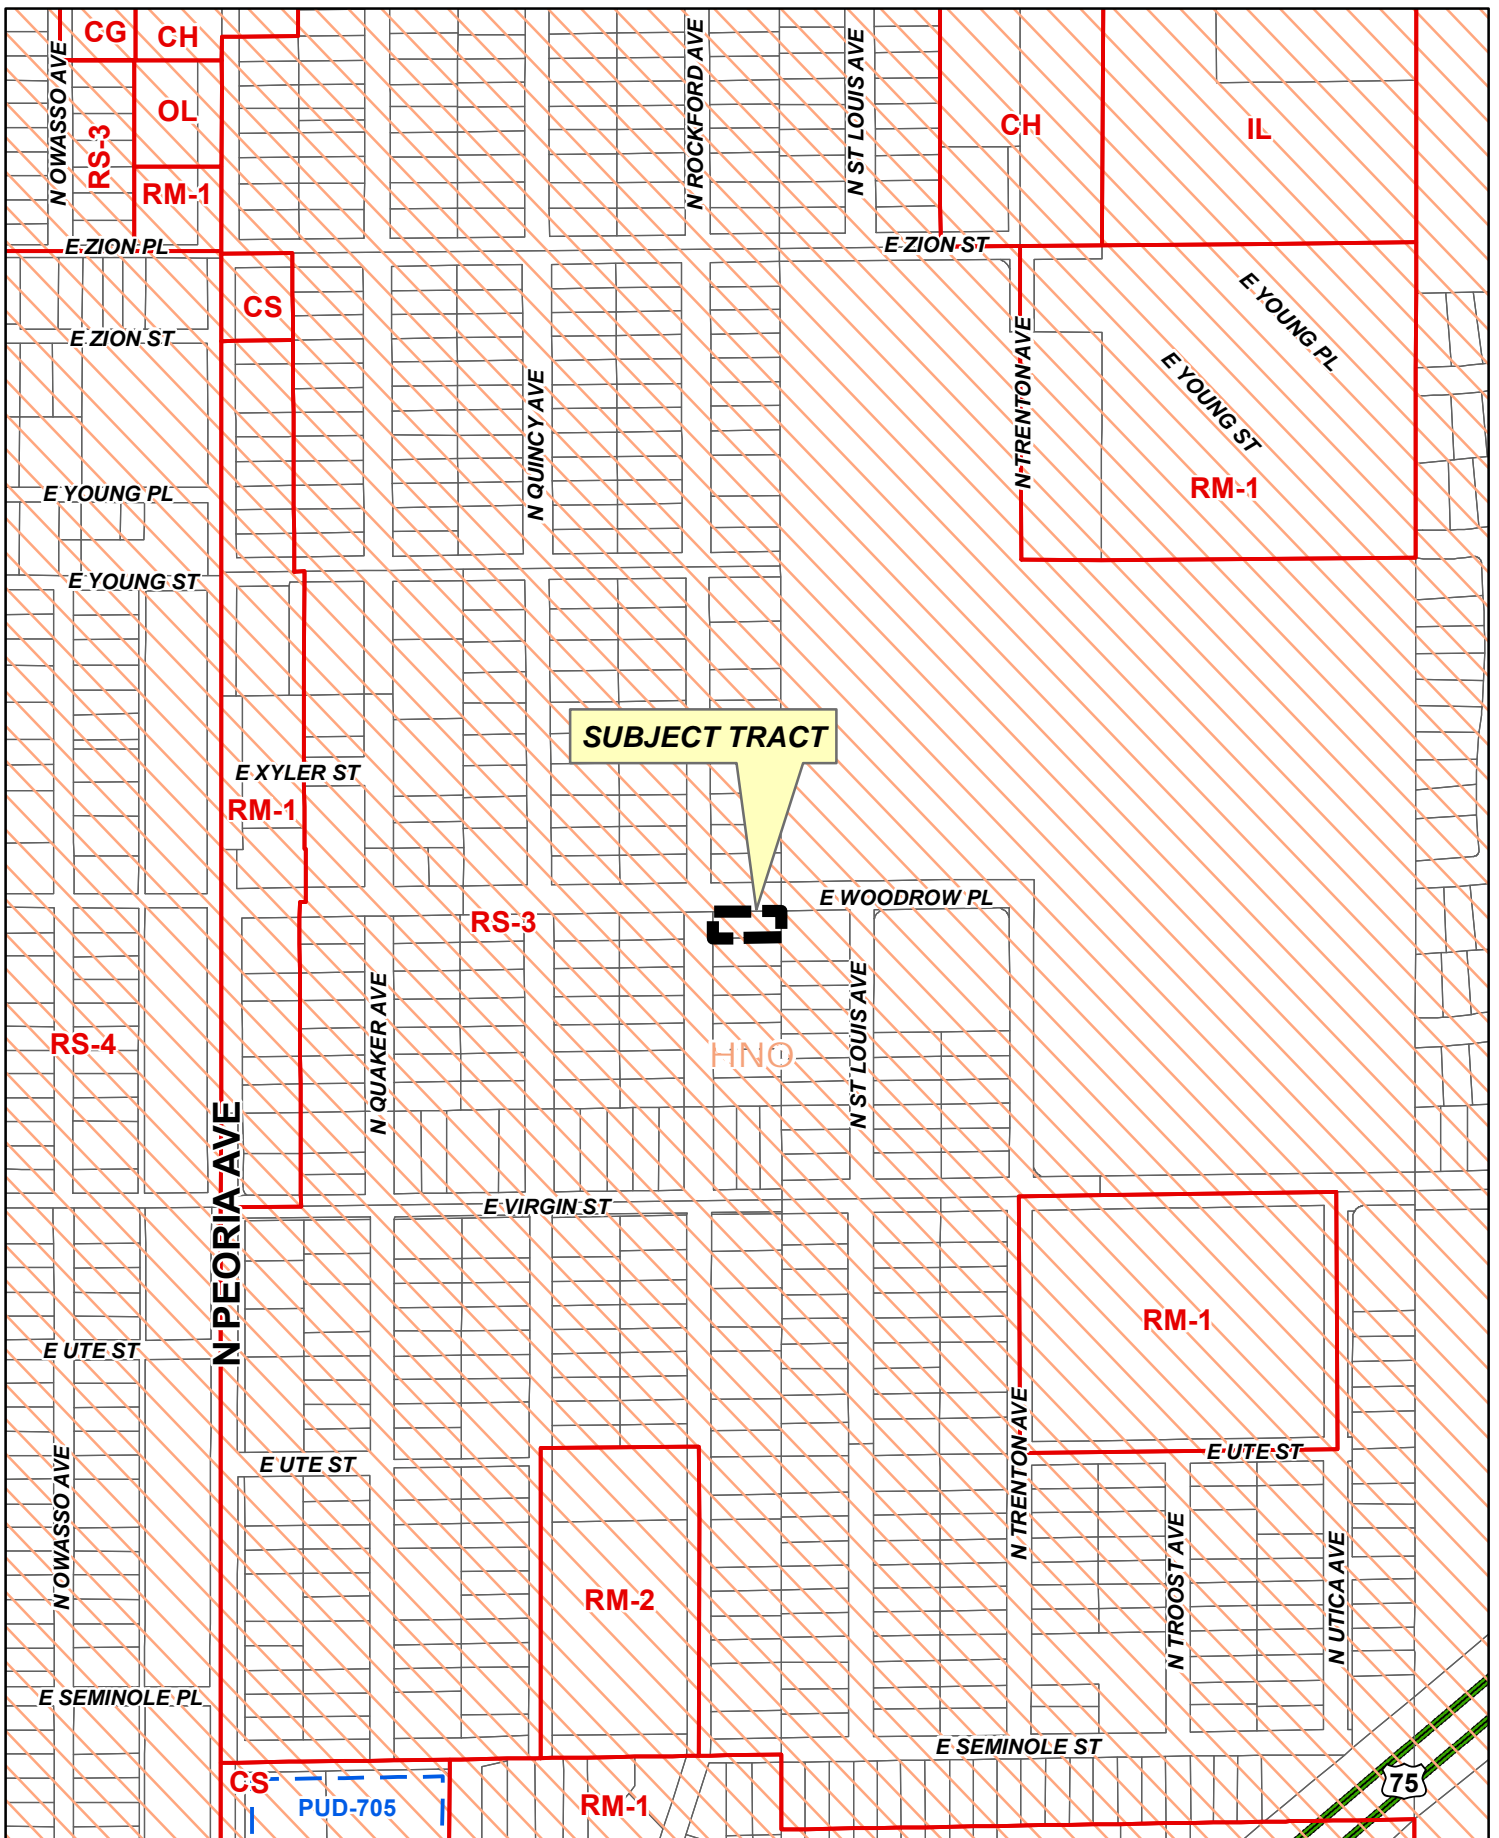 CG
CH
N OWASSO AVE
OL
RS-3
RM-1
N ROCKFORD AVE
N ST LOUIS AVE
CH
IL
E ZION PL
E ZION ST
CS
E ZION ST
E YOUNG PL
E YOUNG ST
N TRENTON AVE
N QUINCY AVE
RM-1
E YOUNG PL
E YOUNG ST
SUBJECT TRACT
E XYLER ST
RM-1
E WOODROW PL
RS-3
N QUAKER AVE
N ST LOUIS AVE
RS-4
HNO
N PEORIA AVE
E VIRGIN ST
RM-1
E UTE ST
E UTE ST
E UTE ST
N OWASSO AVE
N TRENTON AVE
N TROOST AVE
N UTICA AVE
RM-2
E SEMINOLE PL
E SEMINOLE ST
CS
PUD-705
RM-1
75